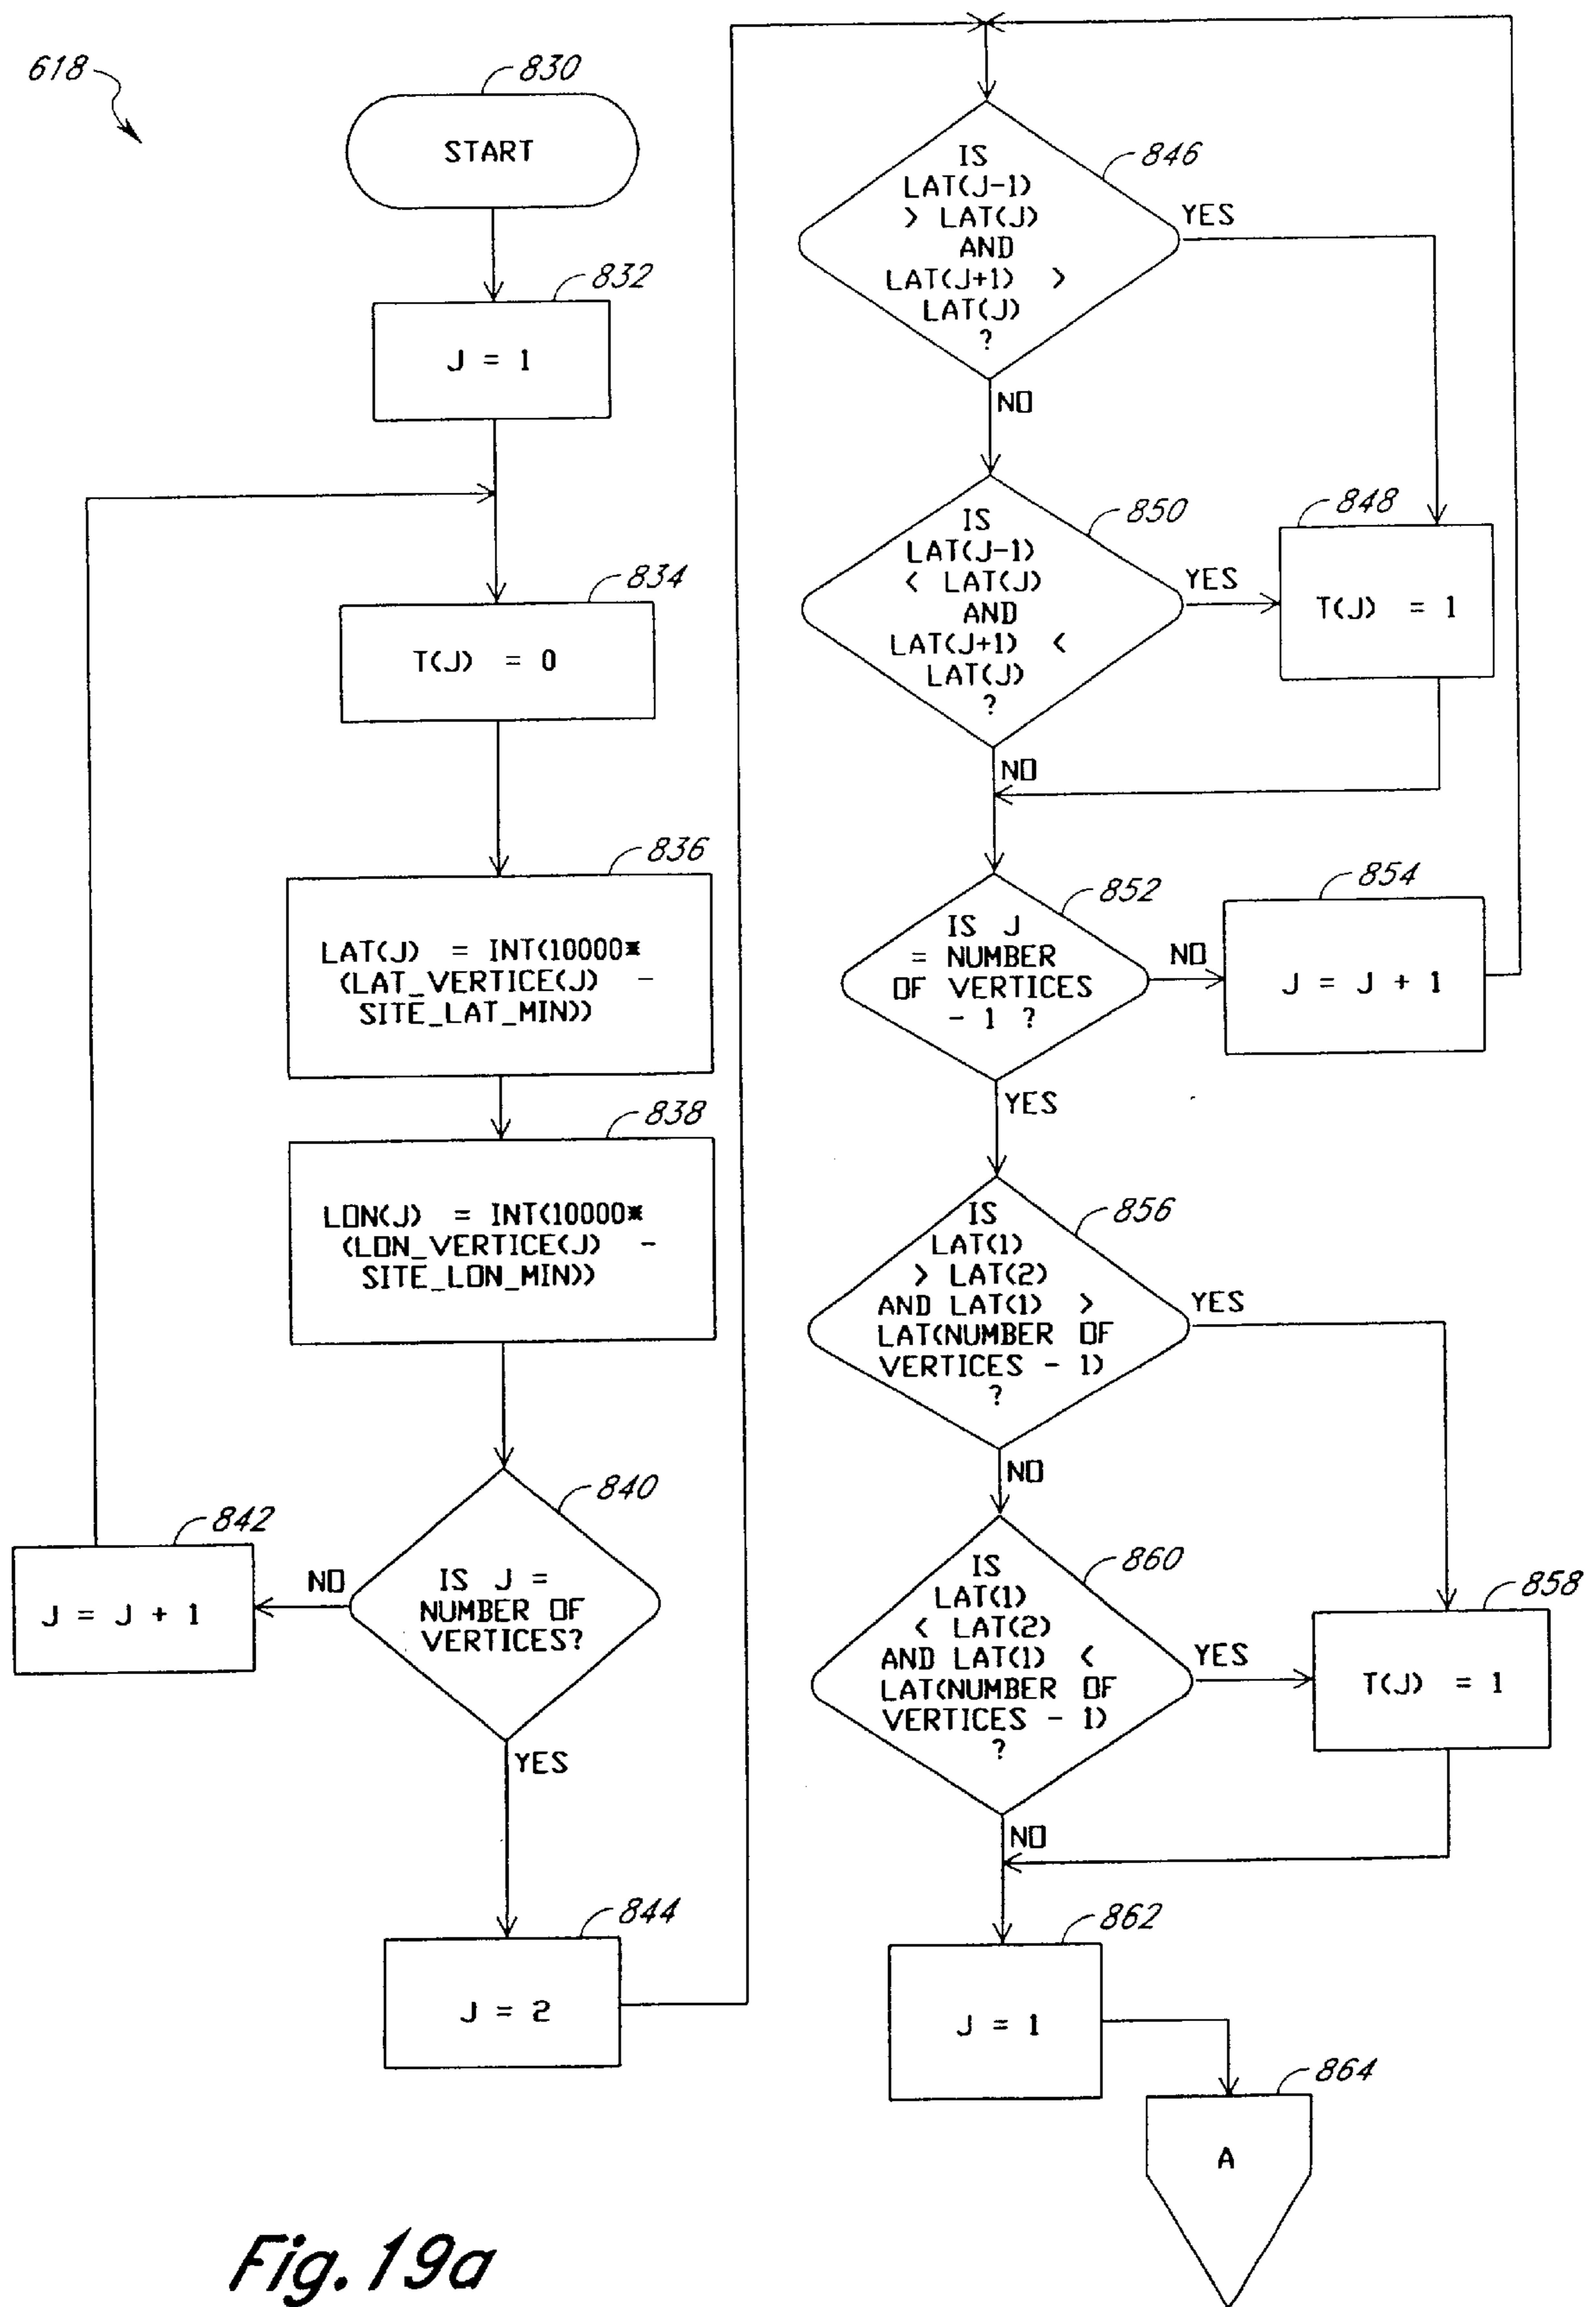 618
830
START
832
J = 1
834
T(J) = 0
836
LAT(J) = INT(10000*
(LAT_VERTICE(J) -
SITE_LAT_MIN))
838
LON(J) = INT(10000*
(LON_VERTICE(J) -
SITE_LON_MIN))
840
IS J =
NUMBER OF
VERTICES?
NO
842
J = J + 1
YES
844
J = 2
846
IS
LAT(J-1)
> LAT(J)
AND
LAT(J+1) >
LAT(J)
?
YES
NO
848
T(J) = 1
850
IS
LAT(J-1)
< LAT(J)
AND
LAT(J+1) <
LAT(J)
?
YES
NO
852
IS J
= NUMBER
OF VERTICES
- 1 ?
NO
854
J = J + 1
YES
856
IS
LAT(1)
> LAT(2)
AND LAT(1) >
LAT(NUMBER OF
VERTICES - 1)
?
YES
NO
858
T(J) = 1
860
IS
LAT(1)
< LAT(2)
AND LAT(1) <
LAT(NUMBER OF
VERTICES - 1)
?
YES
NO
862
J = 1
864
A
Fig. 19a